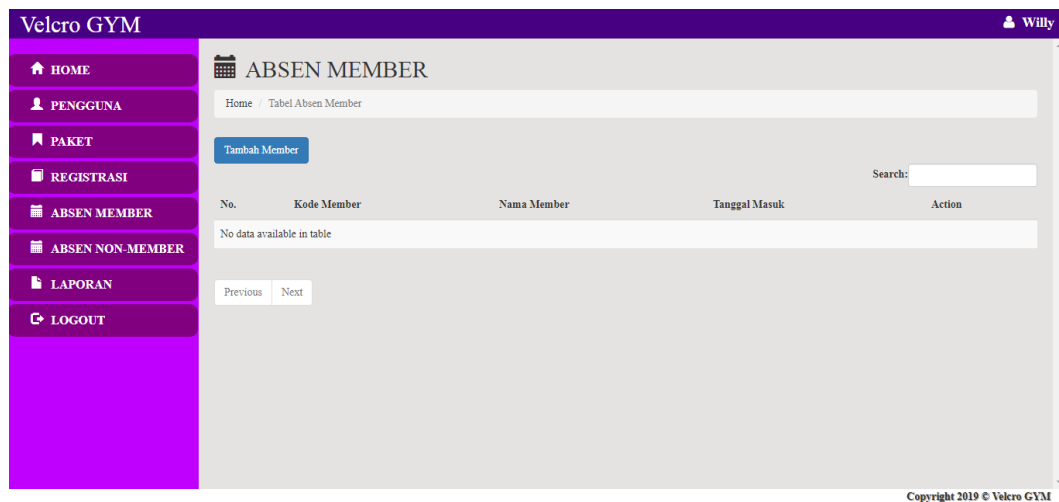 Velcro GYM
Willy
HOME
PENGGUNA
PAKET
REGISTRASI
ABSEN MEMBER
ABSEN NON-MEMBER
LAPORAN
LOGOUT
ABSEN MEMBER
Home / Tabel Absen Member
Tambah Member
Search:
No. Kode Member Nama Member Tanggal Masuk Action
No data available in table
Previous Next
Copyright 2019 © Velcro GYM